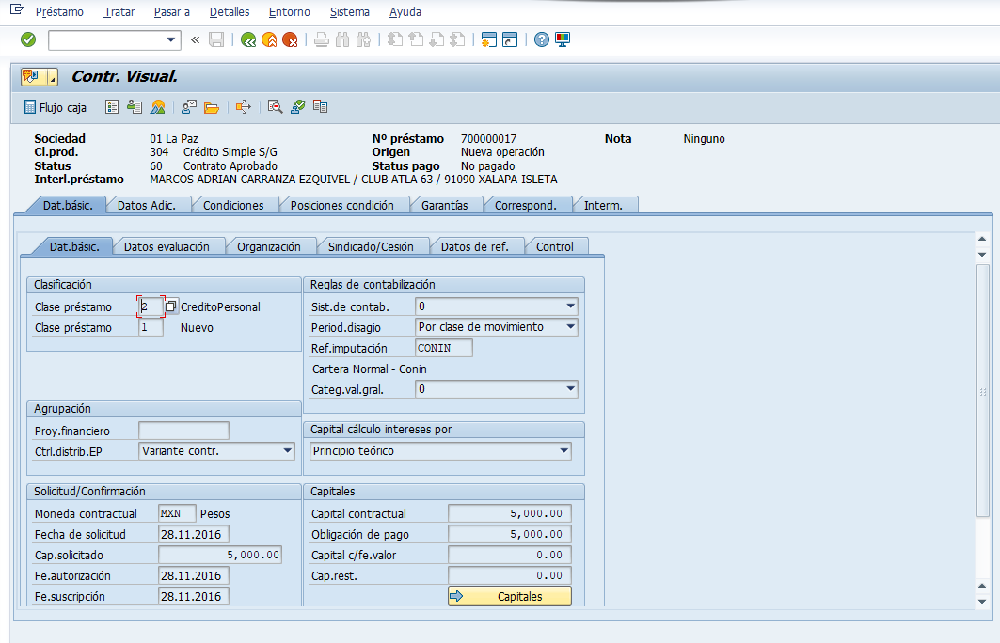 Préstamo Tratar Pasar a Detalles Entorno Sistema Ayuda
Contr. Visual.
Flujo caja
Sociedad 01 La Paz Nº préstamo 700000017 Nota Ninguno
Cl.prod. 304 Crédito Simple S/G Origen Nueva operación
Status 60 Contrato Aprobado Status pago No pagado
Interl.préstamo MARCOS ADRIAN CARRANZA EZQUIVEL / CLUB ATLA 63 / 91090 XALAPA-ISLETA
Dat.básic. Datos Adic. Condiciones Posiciones condición Garantías Correspond. Interm.
Dat.básic. Datos evaluación Organización Sindicado/Cesión Datos de ref. Control
Clasificación
Clase préstamo 2 CreditoPersonal
Clase préstamo 1 Nuevo
Reglas de contabilización
Sist.de contab. 0
Period.disagio Por clase de movimiento
Ref.imputación CONIN
Cartera Normal - Conin
Categ.val.gral. 0
Agrupación
Proy.financiero
Ctrl.distrib.EP Variante contr.
Capital cálculo intereses por
Principio teórico
Solicitud/Confirmación
Moneda contractual MXN Pesos
Fecha de solicitud 28.11.2016
Cap.solicitado 5,000.00
Fe.autorización 28.11.2016
Fe.suscripción 28.11.2016
Capitales
Capital contractual 5,000.00
Obligación de pago 5,000.00
Capital c/fe.valor 0.00
Cap.rest. 0.00
Capitales